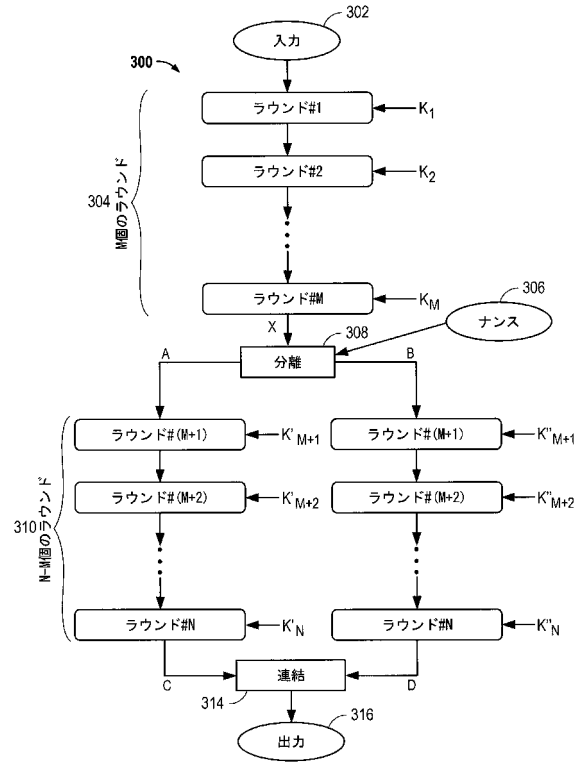 302
入力
300
ラウンド#1
K1
ラウンド#2
K2
304
M個のラウンド
ラウンド#M
KM
306
ナンス
X
308
分離
A
B
ラウンド#(M+1)
K'M+1
ラウンド#(M+1)
K"M+1
ラウンド#(M+2)
K'M+2
ラウンド#(M+2)
K"M+2
310
N-M個のラウンド
ラウンド#N
K'N
ラウンド#N
K"N
C
連結
D
314
316
出力